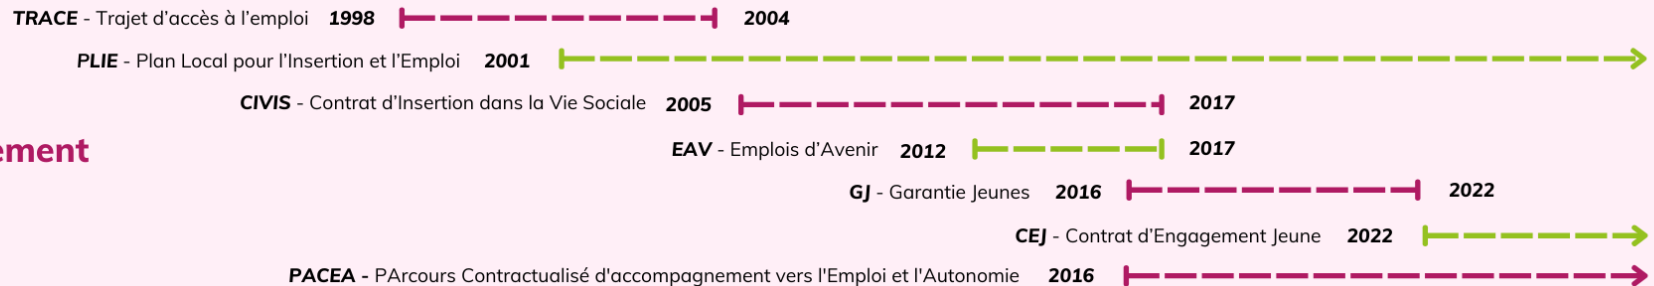 TRACE - Trajet d’accès à l’emploi 1998 2004
PLIE - Plan Local pour l’Insertion et l’Emploi 2001
CIVIS - Contrat d’Insertion dans la Vie Sociale 2005 2017
ement
EAV - Emplois d’Avenir 2012 2017
GJ - Garantie Jeunes 2016 2022
CEJ - Contrat d’Engagement Jeune 2022
PACEA - PArcours Contractualisé d'accompagnement vers l'Emploi et l'Autonomie 2016